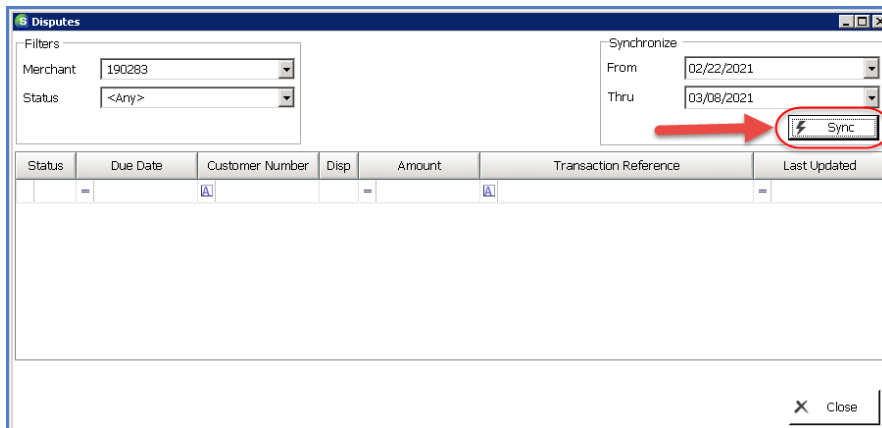 Disputes
Filters
Merchant 190283
Status <Any>
Synchronize
From 02/22/2021
Thru 03/08/2021
Sync
Status Due Date Customer Number Disp Amount Transaction Reference Last Updated
= A = A =
Close